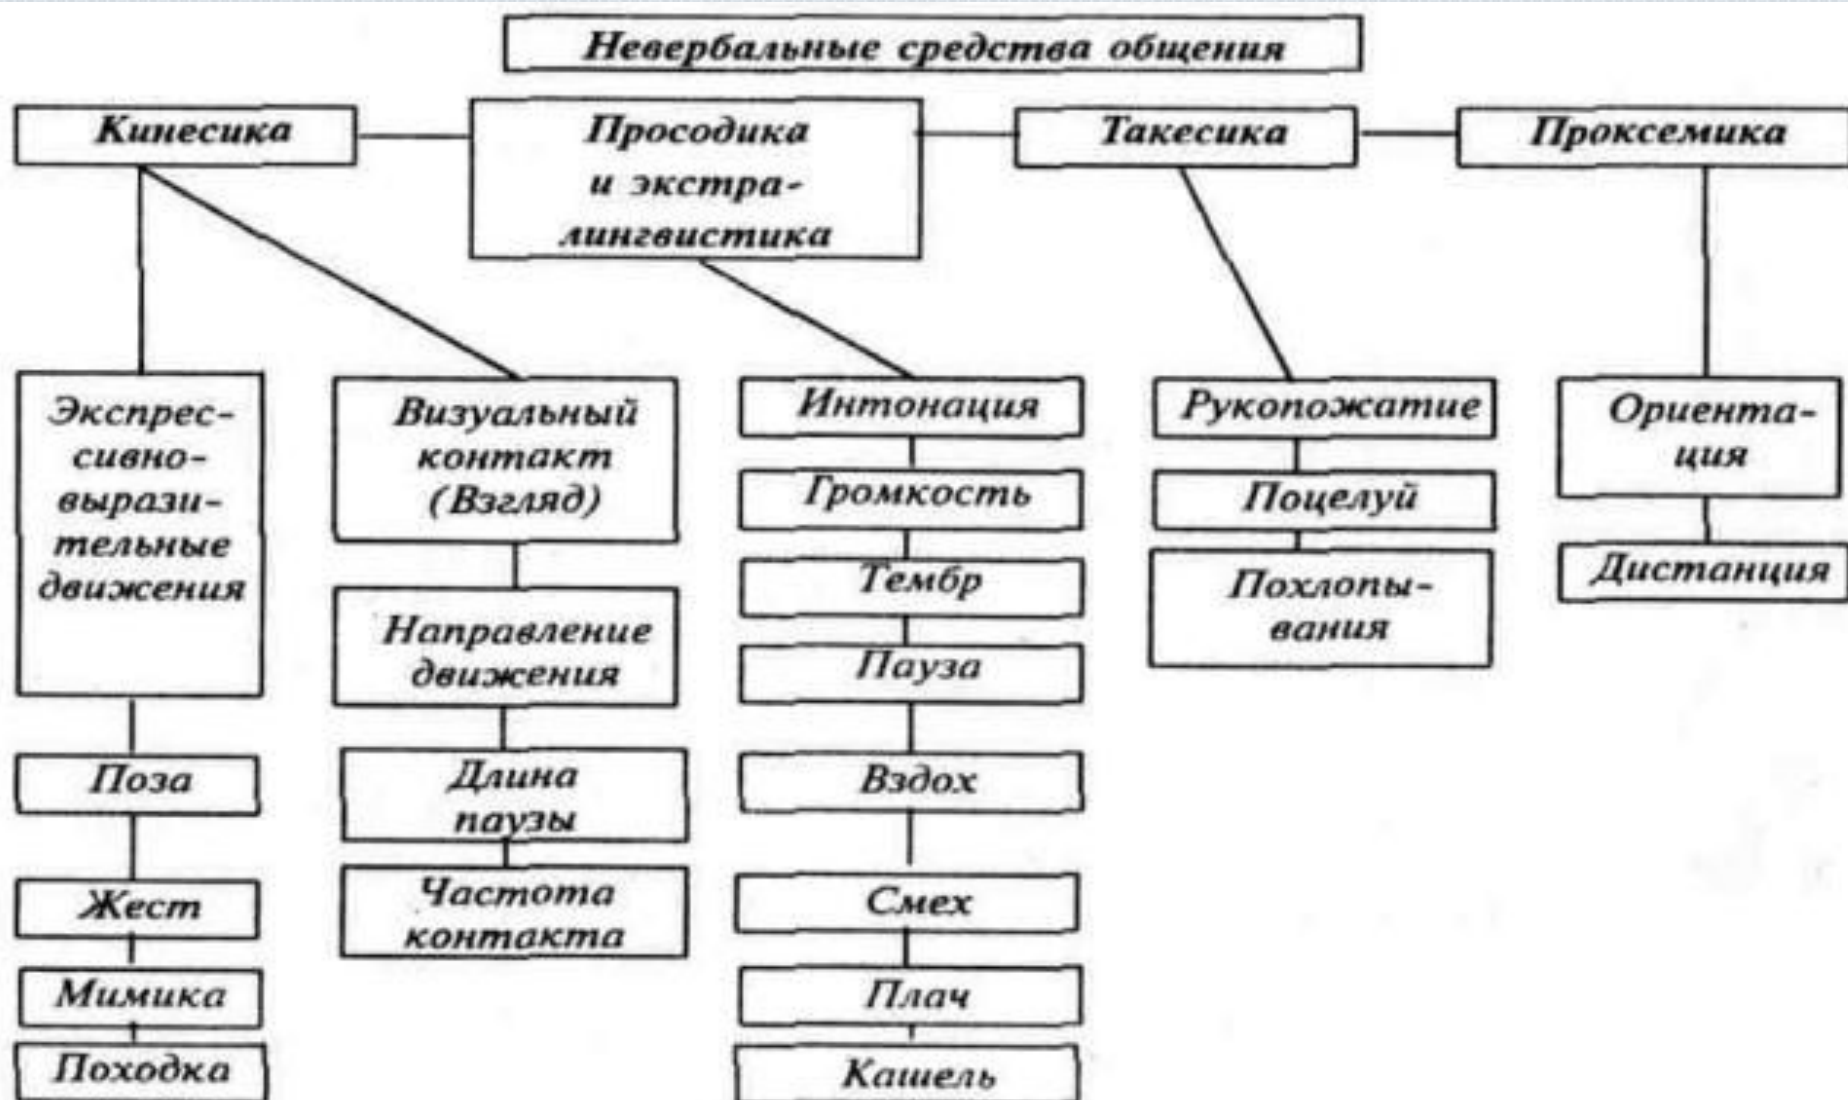 Невербальные средства общения
Кинесика
Просодика
и экстра-
лингвистика
Такесика
Проксемика
Экспрес-
сивно-
вырази-
тельные
движения
Поза
Жест
Мимика
Походка
Визуальный
контакт
(Взгляд)
Направление
движения
Длина
паузы
Частота
контакта
Интонация
Громкость
Тембр
Пауза
Вздох
Смех
Плач
Кашель
Рукопожатие
Поцелуй
Похлопы-
вания
Ориента-
ция
Дистанция